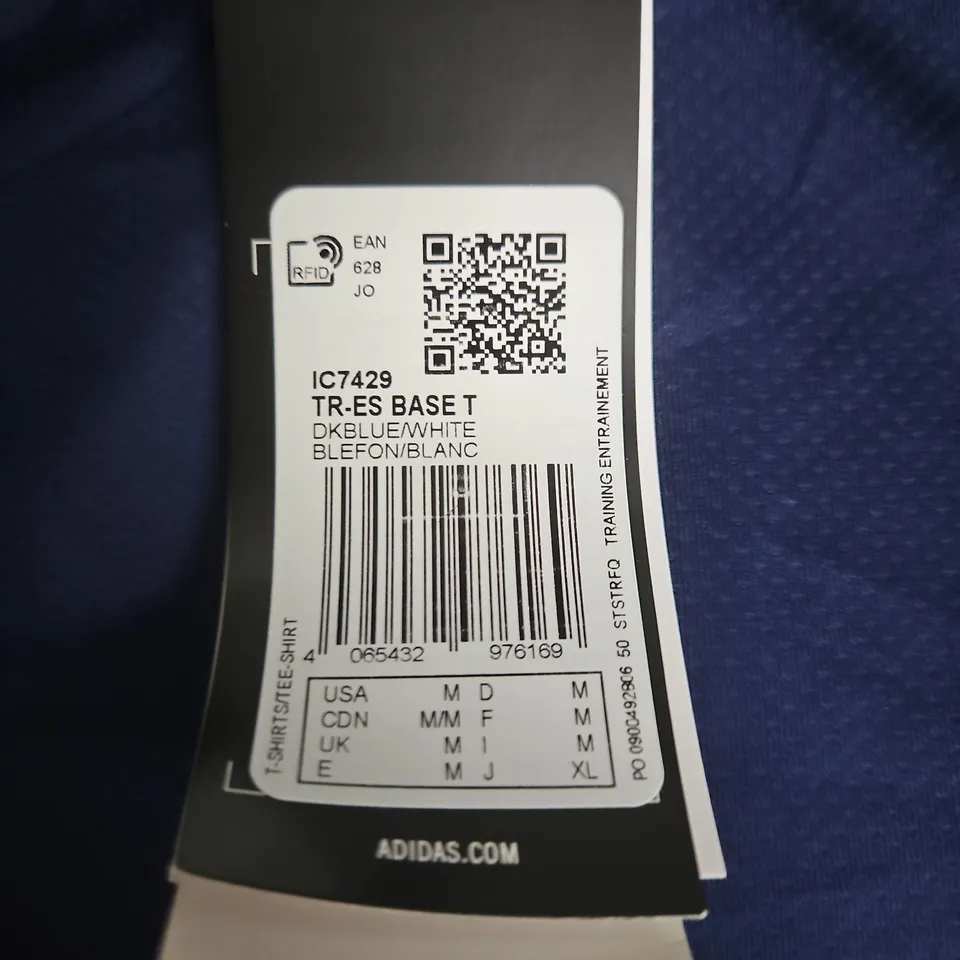 RFID
EAN
628
JO
IC7429
TR-ES BASE T
DKBLUE/WHITE
BLEFON/BLANC
4 065432 976169
USA M D M
CDN M/M F M
UK M I M
E M J XL
T-SHIRTS/TEE-SHIRT
PO 0900492806 50 STSTRFQ TRAINING ENTRAINEMENT
ADIDAS.COM